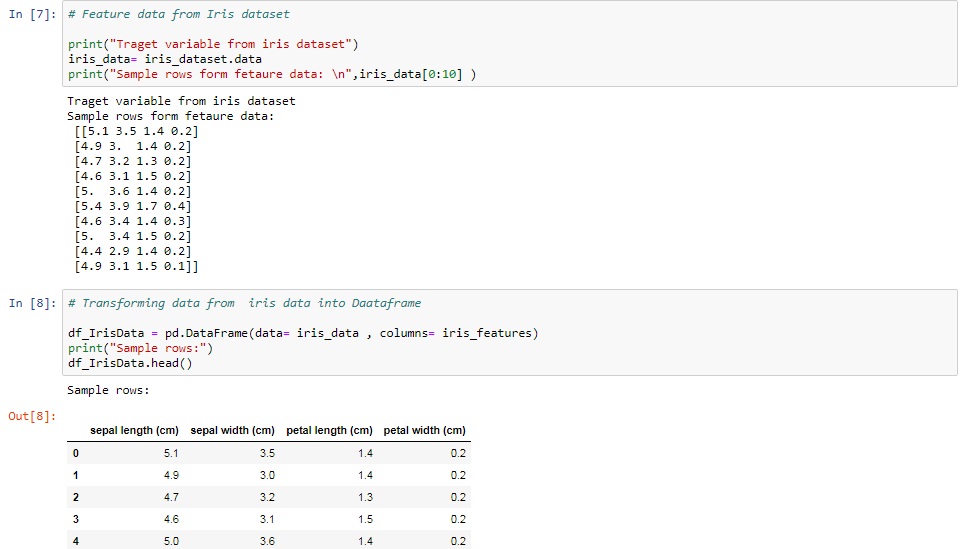 In [7]: # Feature data from Iris dataset
print("Traget variable from iris dataset")
iris_data= iris_dataset.data
print("Sample rows form fetaure data: \n",iris_data[0:10] )
Traget variable from iris dataset
Sample rows form fetaure data:
[[5.1 3.5 1.4 0.2]
[4.9 3.  1.4 0.2]
[4.7 3.2 1.3 0.2]
[4.6 3.1 1.5 0.2]
[5.  3.6 1.4 0.2]
[5.4 3.9 1.7 0.4]
[4.6 3.4 1.4 0.3]
[5.  3.4 1.5 0.2]
[4.4 2.9 1.4 0.2]
[4.9 3.1 1.5 0.1]]
In [8]: # Transforming data from  iris data into Daataframe
df_IrisData = pd.DataFrame(data= iris_data , columns= iris_features)
print("Sample rows:")
df_IrisData.head()
Sample rows:
Out[8]:
sepal length (cm) sepal width (cm) petal length (cm) petal width (cm)
0 5.1 3.5 1.4 0.2
1 4.9 3.0 1.4 0.2
2 4.7 3.2 1.3 0.2
3 4.6 3.1 1.5 0.2
4 5.0 3.6 1.4 0.2